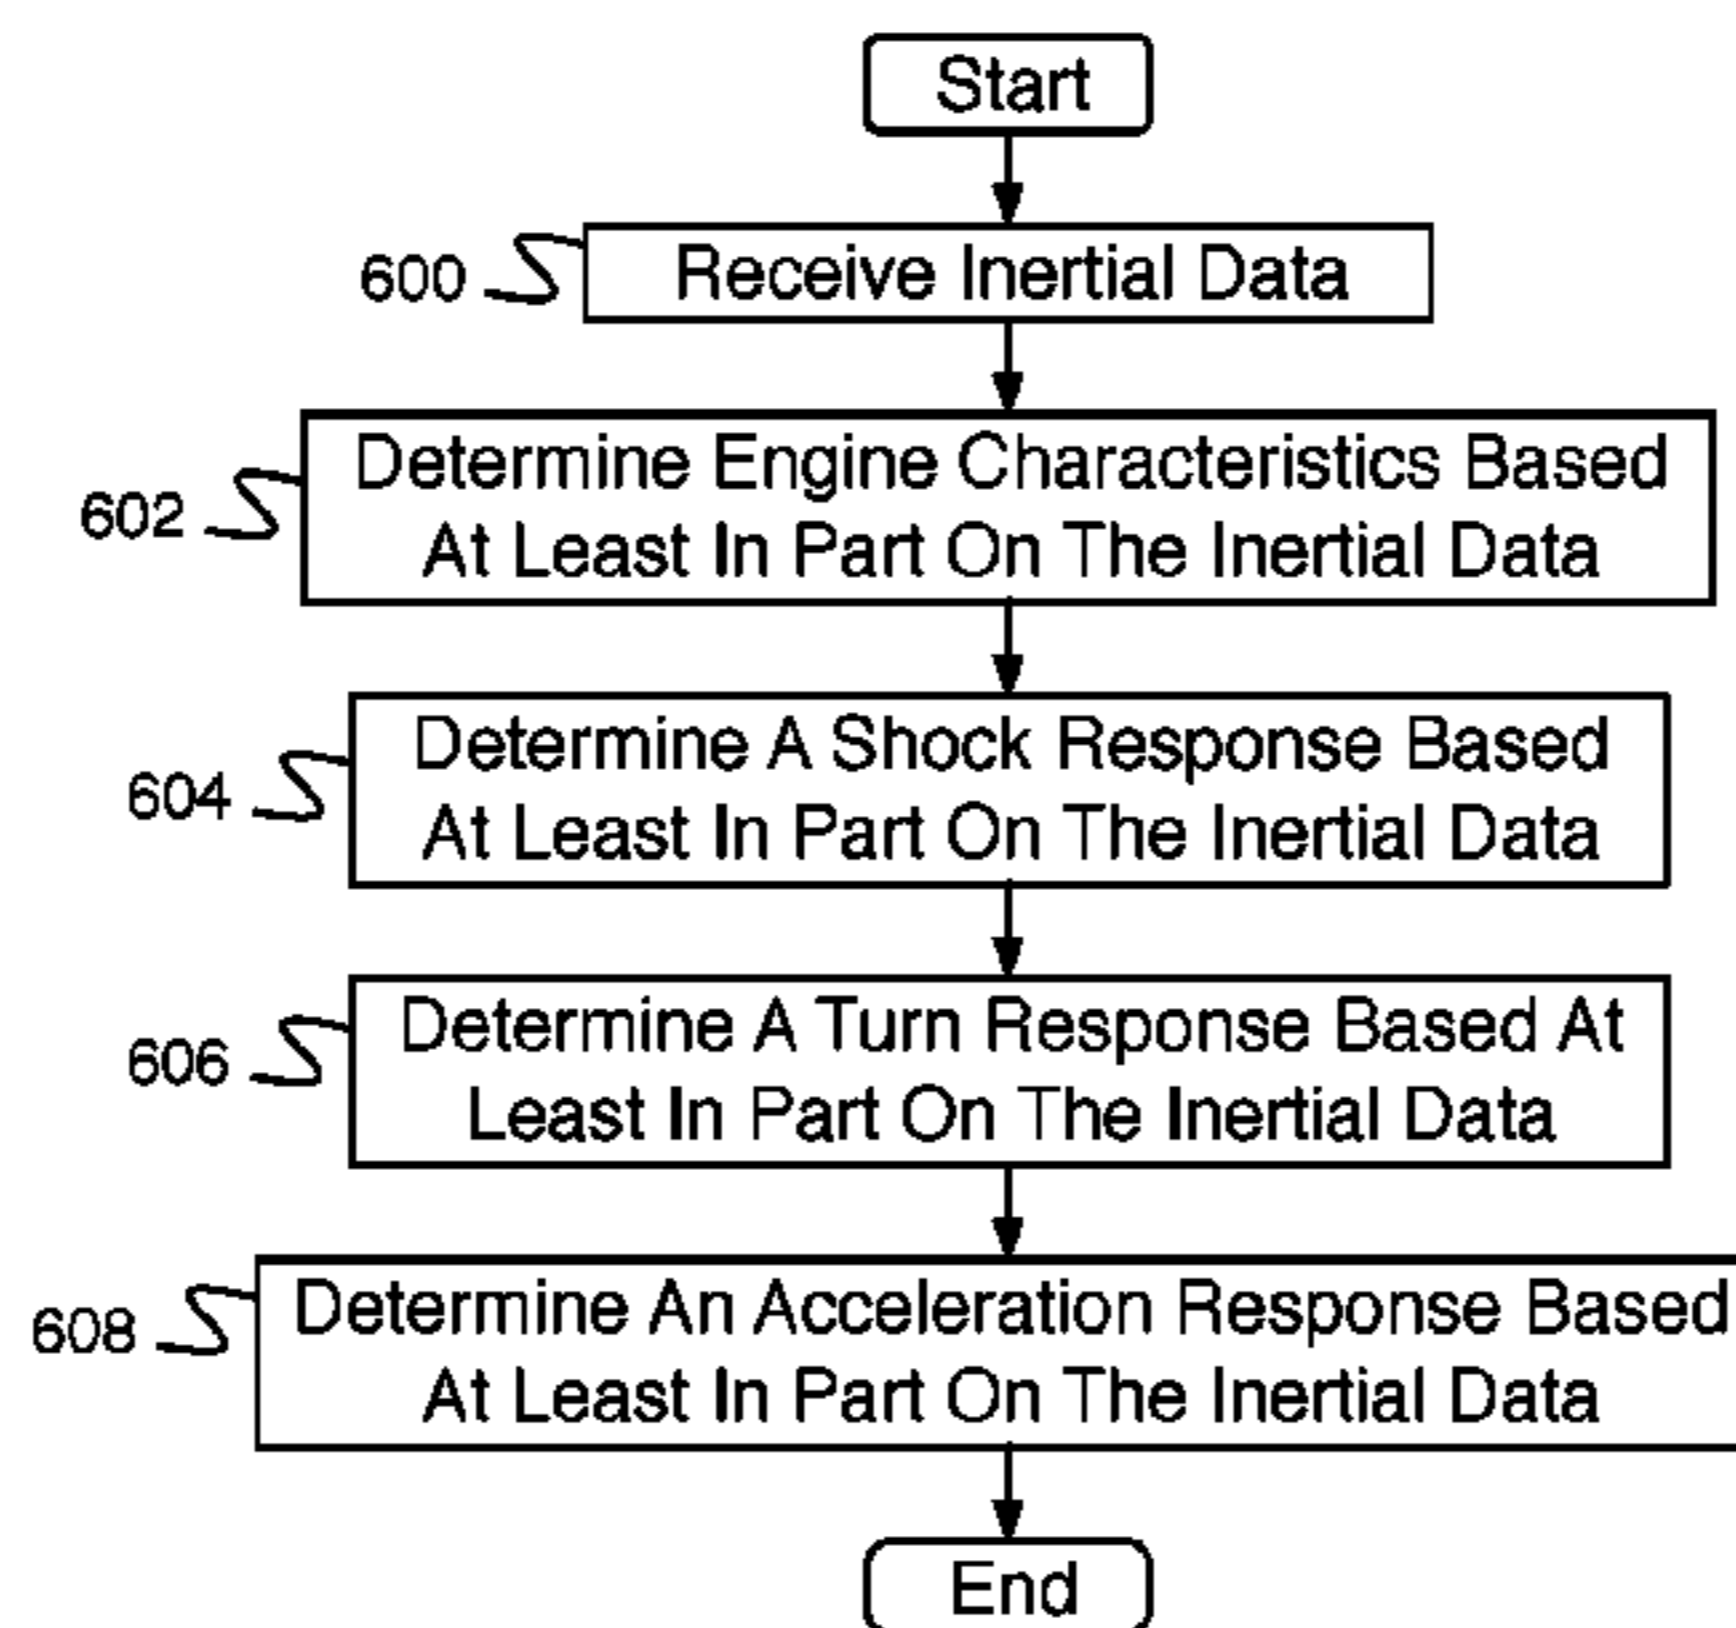 Start
600
Receive Inertial Data
602
Determine Engine Characteristics Based
At Least In Part On The Inertial Data
604
Determine A Shock Response Based
At Least In Part On The Inertial Data
606
Determine A Turn Response Based At
Least In Part On The Inertial Data
608
Determine An Acceleration Response Based
At Least In Part On The Inertial Data
End